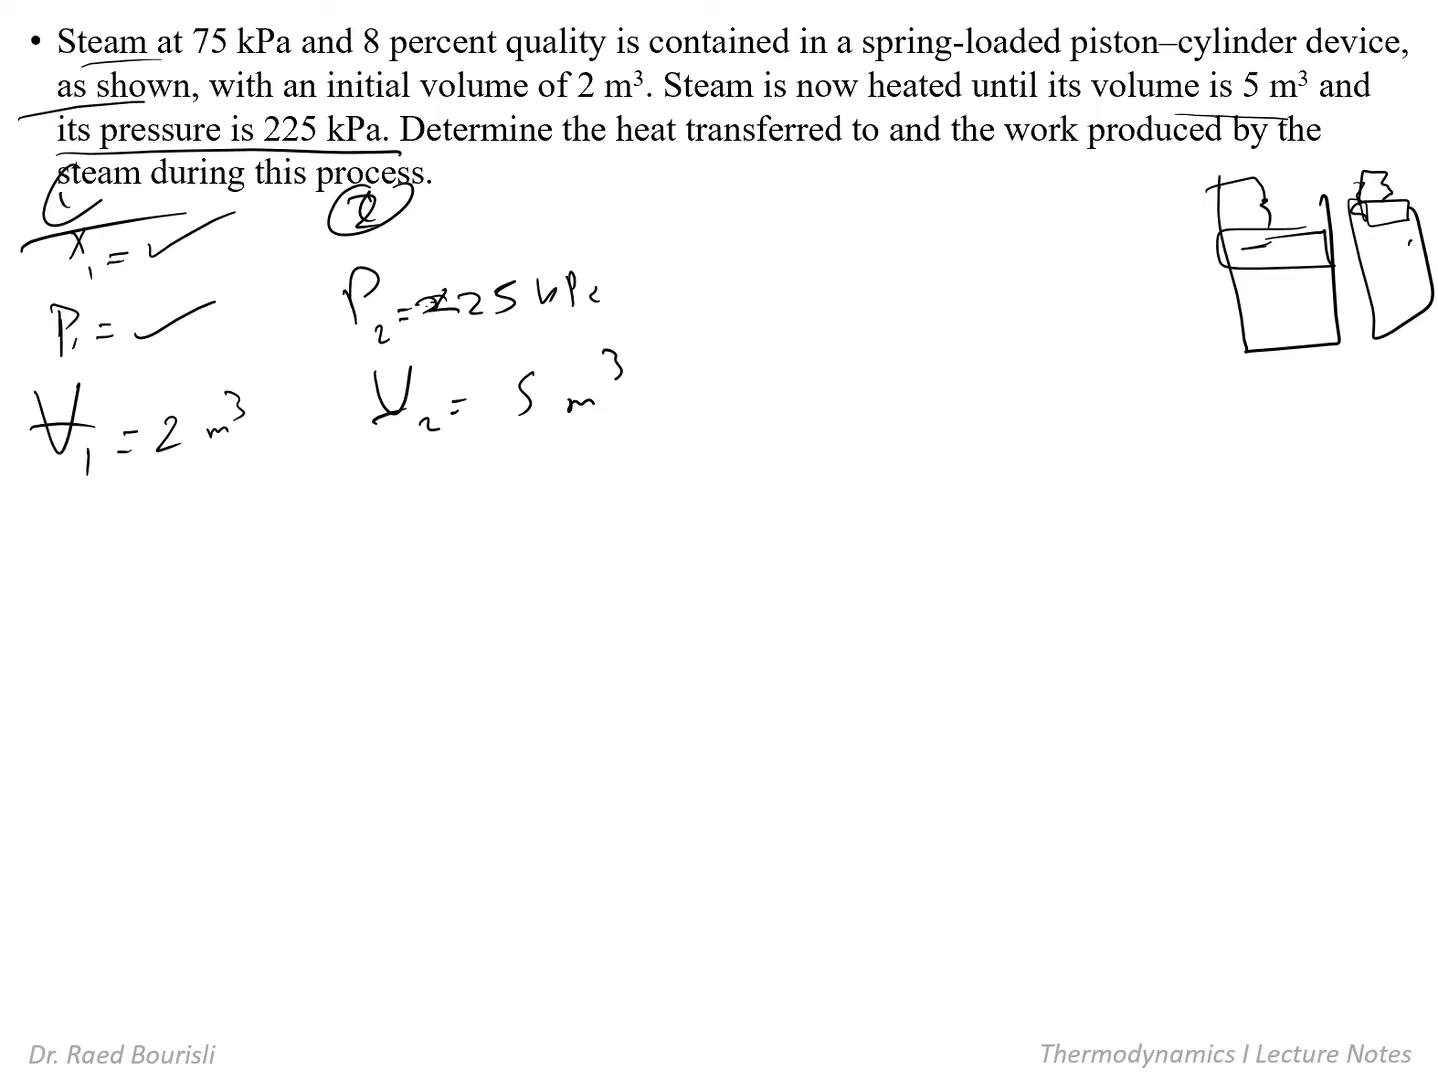 • Steam at 75 kPa and 8 percent quality is contained in a spring-loaded piston–cylinder device,
as shown, with an initial volume of 2 m³. Steam is now heated until its volume is 5 m³ and
its pressure is 225 kPa. Determine the heat transferred to and the work produced by the
steam during this process.
① ②
x₁ = ✓
P₁ = ✓
P₂ = 225 kPa
V₁ = 2 m³
V₂ = 5 m³
Dr. Raed Bourisli
Thermodynamics I Lecture Notes